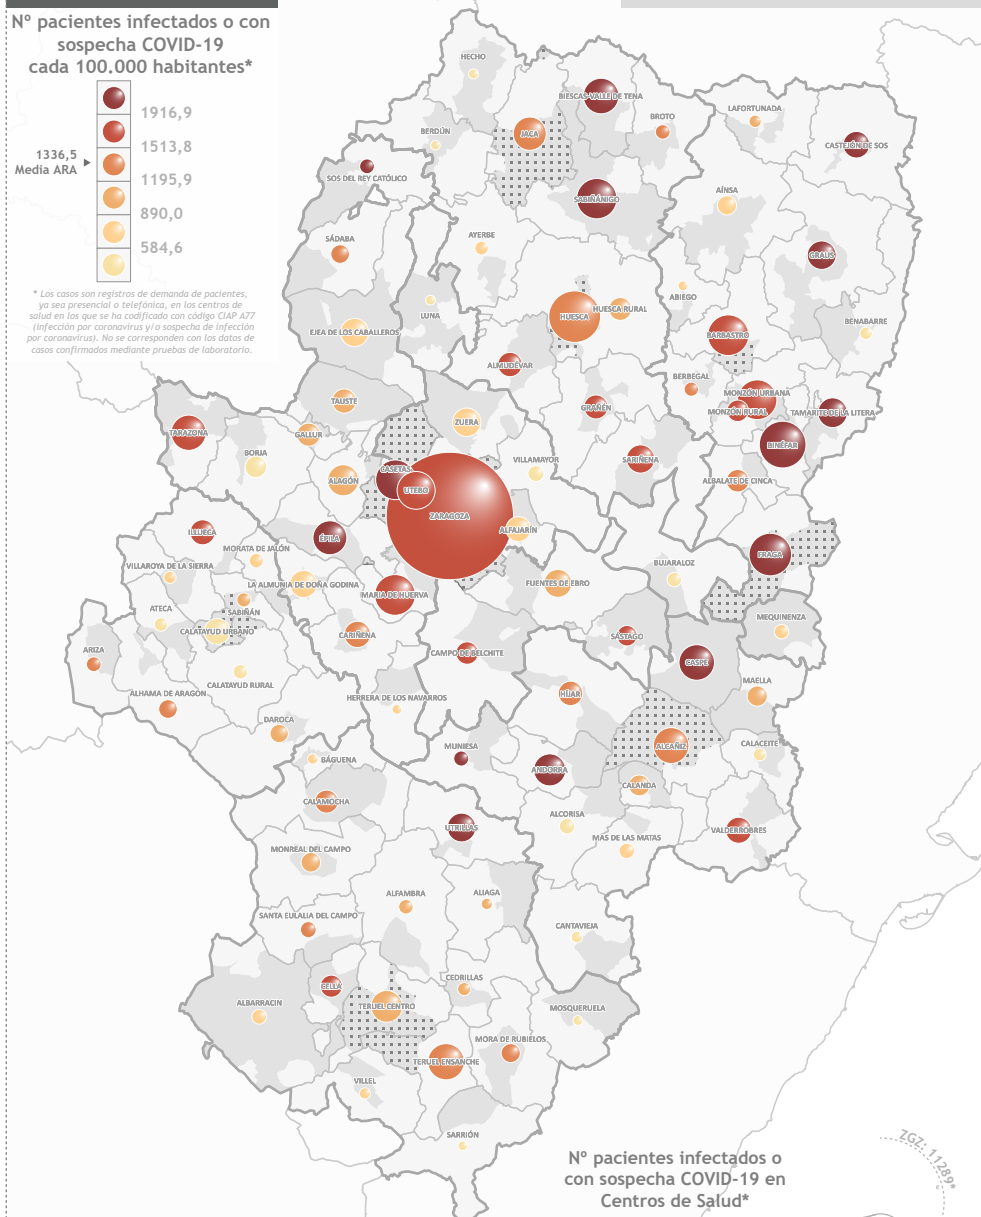 Nº pacientes infectados o con
sospecha COVID-19
cada 100.000 habitantes*
1916,9
1513,8
1336,5
Media ARA
1195,9
890,0
584,6
* Los casos son registros de demanda de pacientes,
ya sea presencial o telefónica, en los centros de
salud en los que se ha codificado con código CIAP A77
(infección por coronavirus y/o sospecha de infección
por coronavirus). No se corresponden con los datos de
casos confirmados mediante pruebas de laboratorio.
HECHO
BIESCAS-VALLE DE TENA
LAFORTUNADA
BROTO
BERDÚN
JACA
CASTEJÓN DE SOS
SOS DEL REY CATÓLICO
SABIÑÁNIGO
AÍNSA
SÁDABA
AYERBE
GRAUS
ABIEGO
LUNA
HUESCA
HUESCA RURAL
BENABARRE
EJEA DE LOS CABALLEROS
BARBASTRO
ALMUDÉVAR
BERBEGAL
MONZÓN URBANA
TAUSTE
GRAÑÉN
MONZÓN RURAL
TAMARITE DE LA LITERA
ZUERA
TARAZONA
GALLUR
BINÉFAR
BORJA
VILLAMAYOR
SARIÑENA
CASETAS
ALAGÓN
UTEBO
ALBALATE DE CINCA
ZARAGOZA
ALFAJARÍN
ILLUECA
ÉPILA
MORATA DE JALÓN
FRAGA
VILLAROYA DE LA SIERRA
BUJARALOZ
LA ALMUNIA DE DOÑA GODINA
FUENTES DE EBRO
MARIA DE HUERVA
ATECA
SABIÑÁN
MEQUINENZA
CALATAYUD URBANO
CARIÑENA
SÁSTAGO
ARIZA
CAMPO DE BELCHITE
CASPE
CALATAYUD RURAL
MAELLA
ALHAMA DE ARAGÓN
HERRERA DE LOS NAVARROS
HÍJAR
DAROCA
MUNIESA
ALCAÑIZ
CALACEITE
BÁGUENA
ANDORRA
CALANDA
CALAMOCHA
ALCORISA
UTRILLAS
VALDERROBRES
MAS DE LAS MATAS
MONREAL DEL CAMPO
ALFAMBRA
ALIAGA
SANTA EULALIA DEL CAMPO
CANTAVIEJA
CELLA
CEDRILLAS
ALBARRACIN
TERUEL CENTRO
MOSQUERUELA
MORA DE RUBIELOS
TERUEL ENSANCHE
VILLEL
SARRIÓN
ZGZ: 11289*
Nº pacientes infectados o
con sospecha COVID-19 en
Centros de Salud*